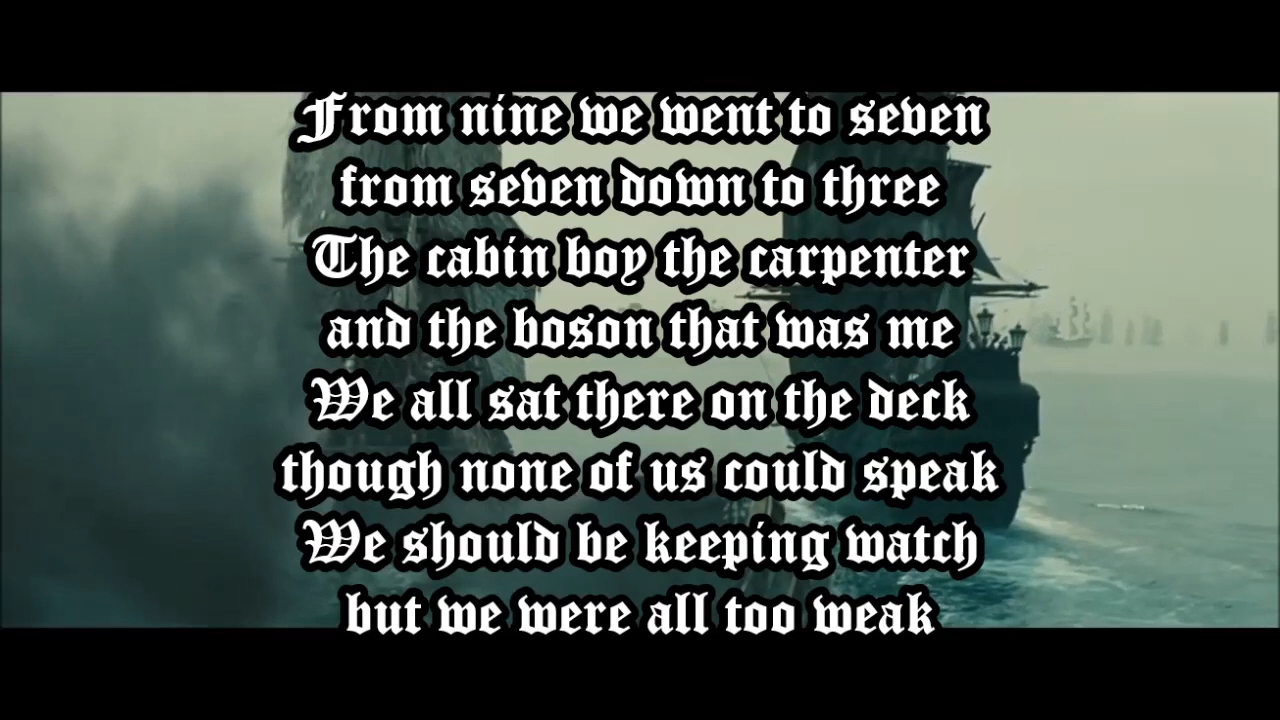 From nine we went to seven
from seven down to three
The cabin boy the carpenter
and the boson that was me
We all sat there on the deck
though none of us could speak
We should be keeping watch
but we were all too weak